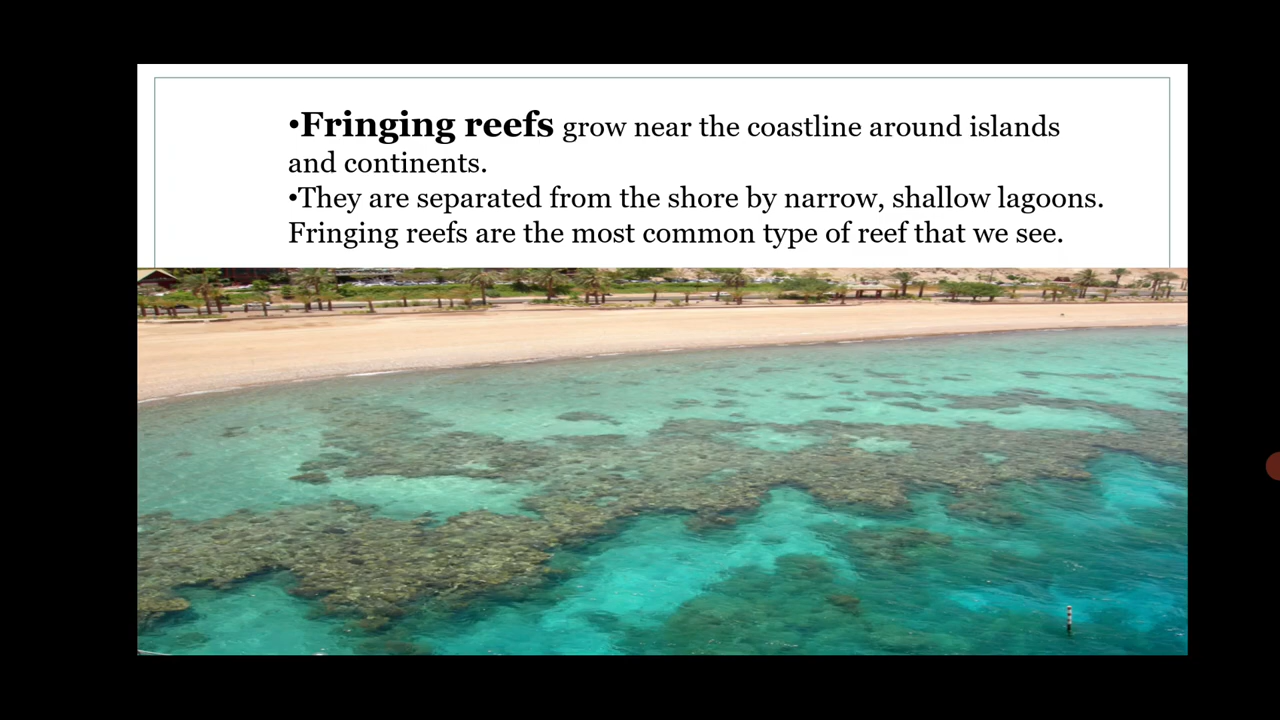 •Fringing reefs grow near the coastline around islands
and continents.
•They are separated from the shore by narrow, shallow lagoons.
Fringing reefs are the most common type of reef that we see.